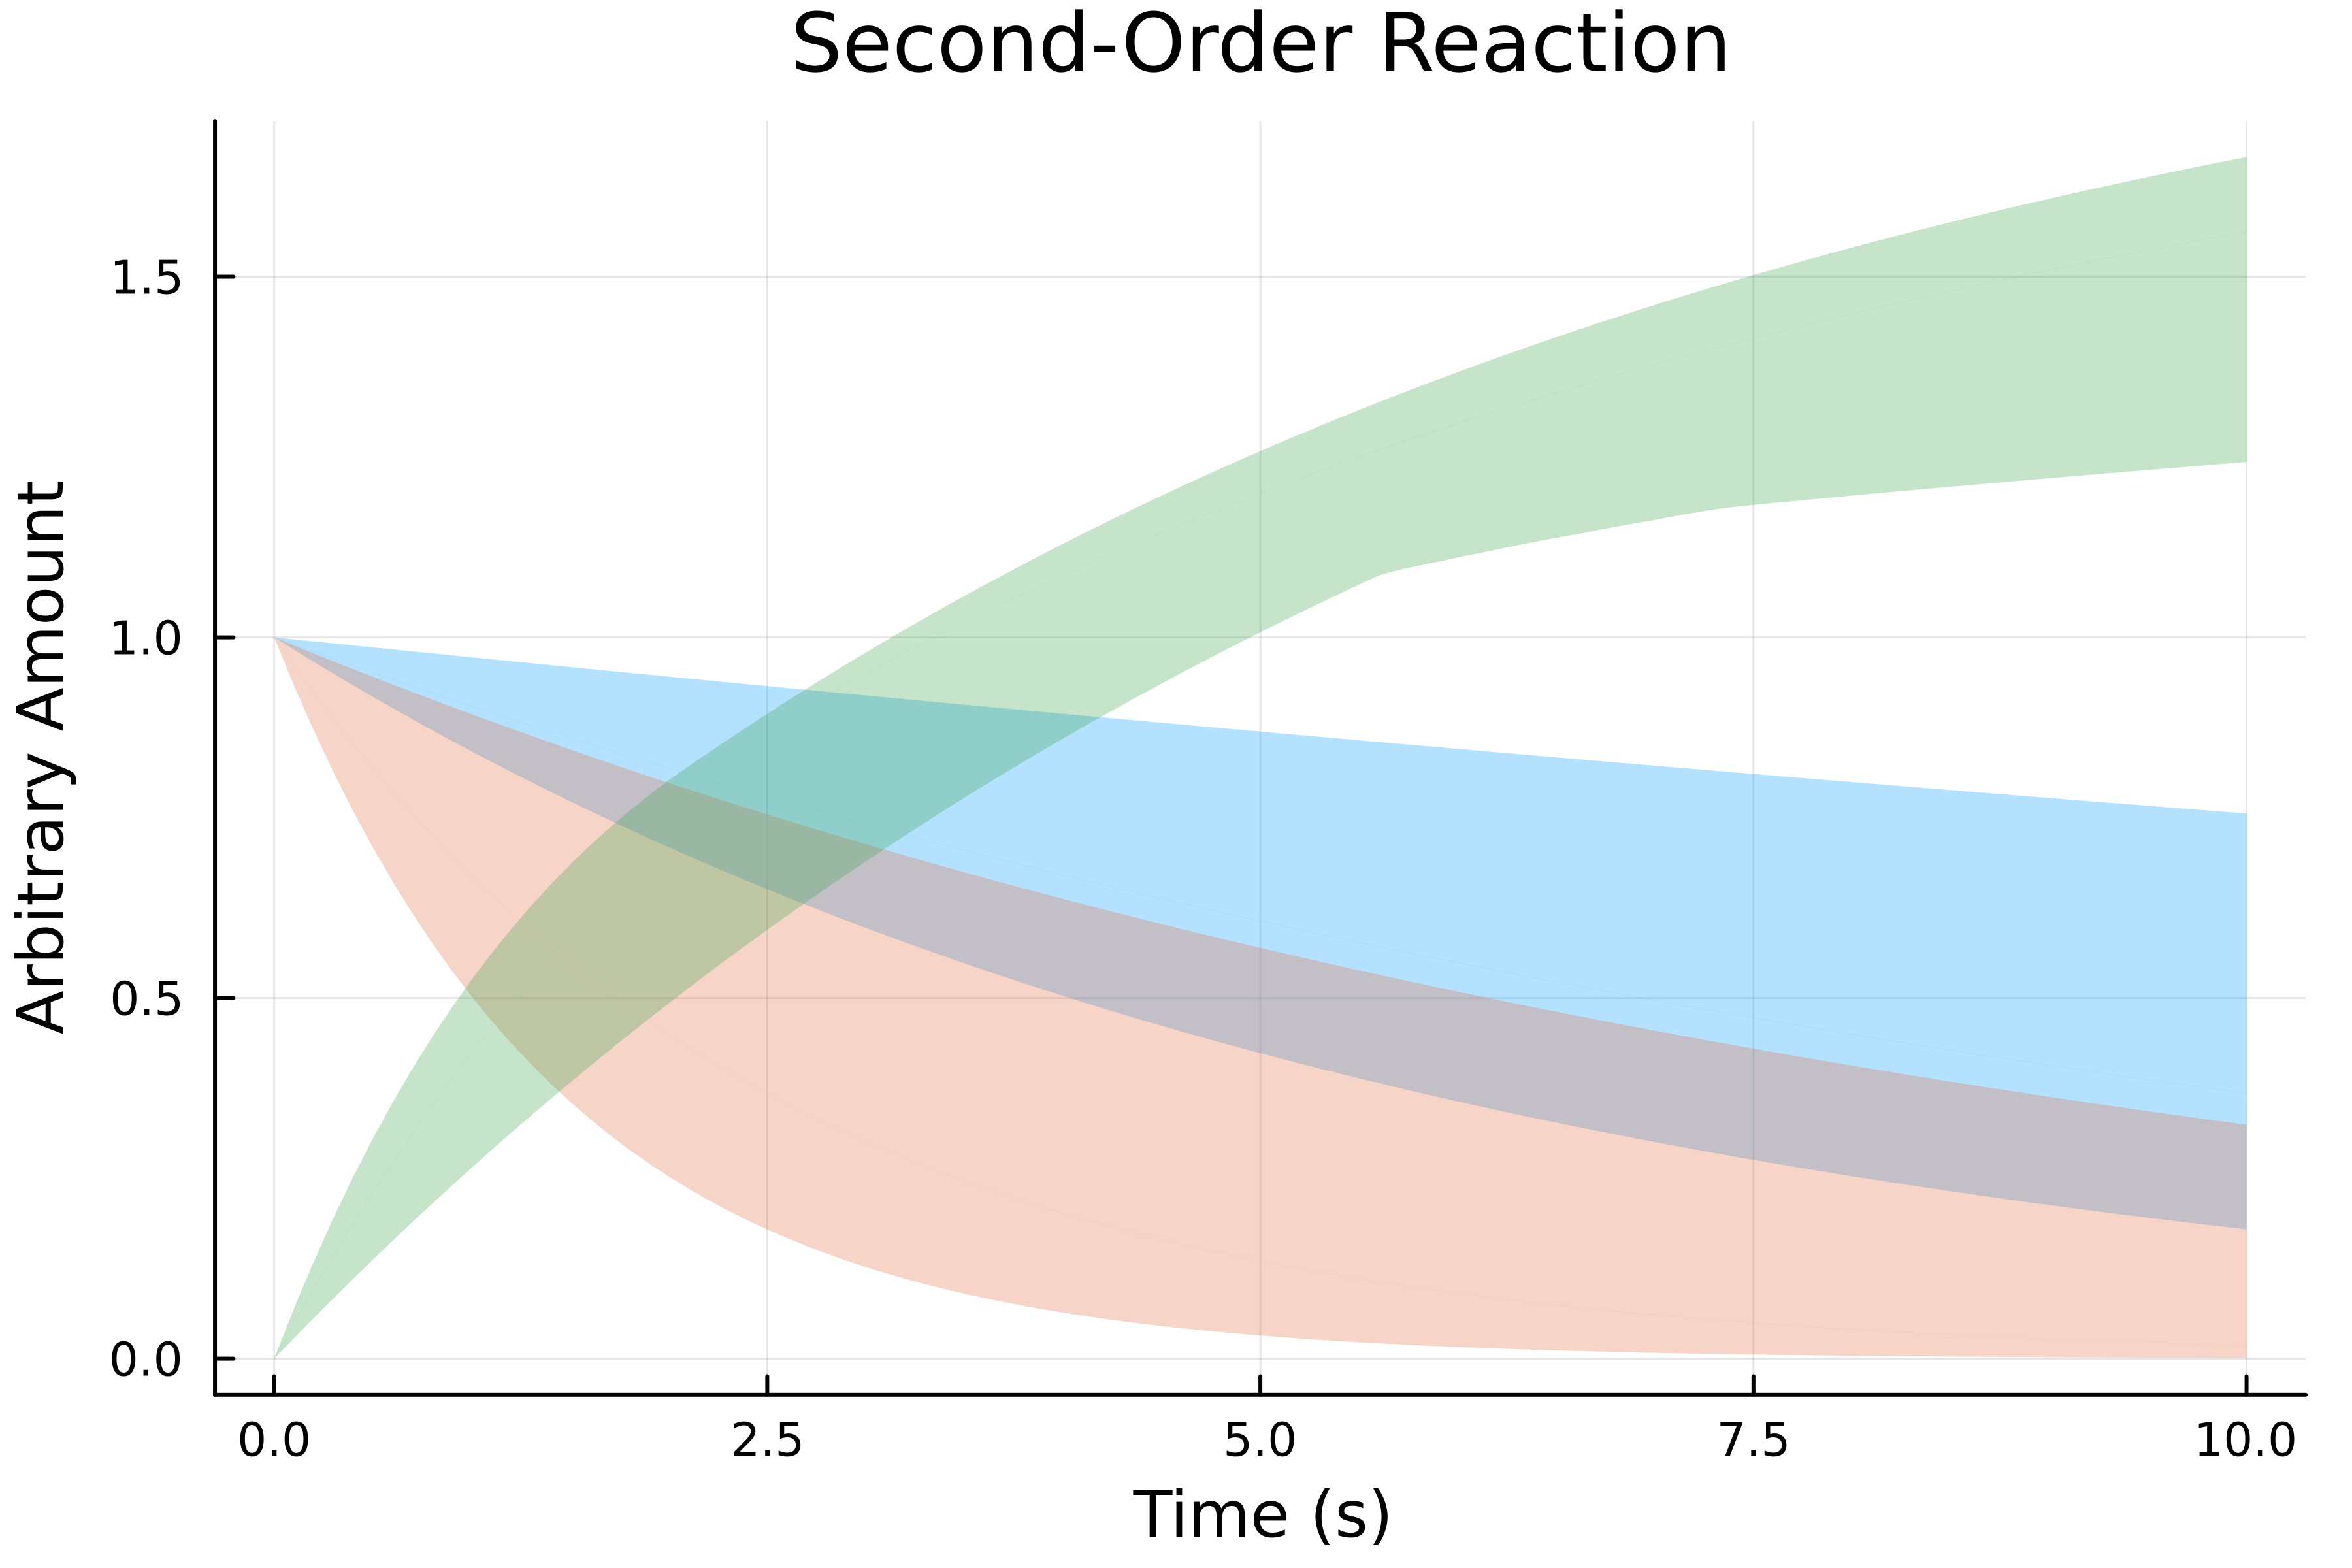 Second-Order Reaction
Arbitrary Amount
1.5
1.0
0.5
0.0
0.0 2.5 5.0 7.5 10.0
Time (s)